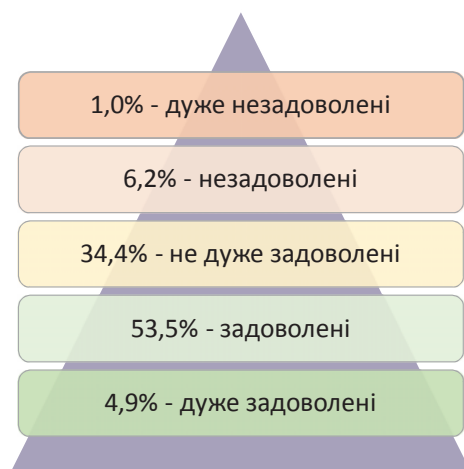 1,0% - дуже незадоволені
6,2% - незадоволені
34,4% - не дуже задоволені
53,5% - задоволені
4,9% - дуже задоволені